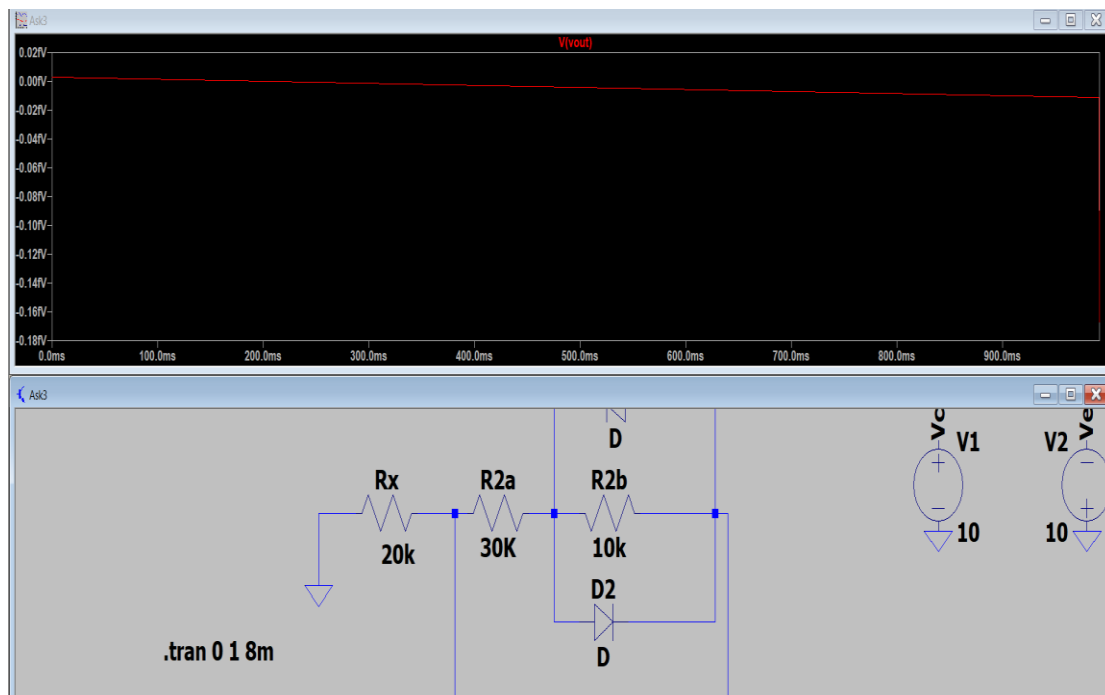 Ask3
V(vout)
0.02fV
0.00fV
-0.02fV
-0.04fV
-0.06fV
-0.08fV
-0.10fV
-0.12fV
-0.14fV
-0.16fV
-0.18fV
0.0ms 100.0ms 200.0ms 300.0ms 400.0ms 500.0ms 600.0ms 700.0ms 800.0ms 900.0ms
Ask3
D
Vc
Ve
V1
V2
Rx
R2a
R2b
20k
30K
10k
10
10
D2
D
.tran 0 1 8m